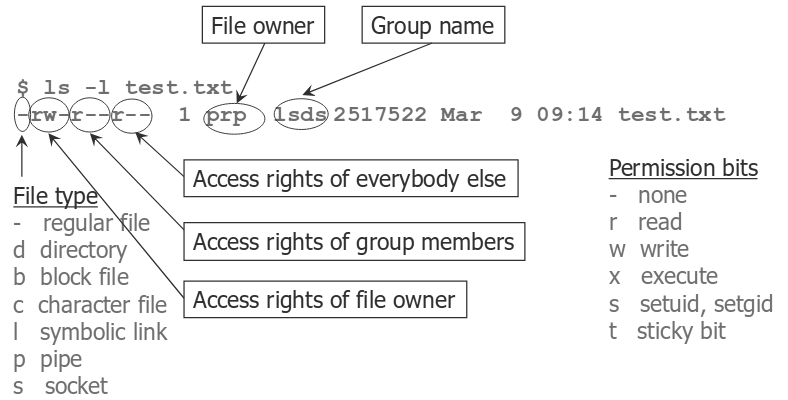 File owner
Group name
$ ls -l test.txt
-rw-r--r-- 1 prp lsds 2517522 Mar 9 09:14 test.txt
Access rights of everybody else
Access rights of group members
Access rights of file owner
File type
- regular file
d directory
b block file
c character file
l symbolic link
p pipe
s socket
Permission bits
- none
r read
w write
x execute
s setuid, setgid
t sticky bit